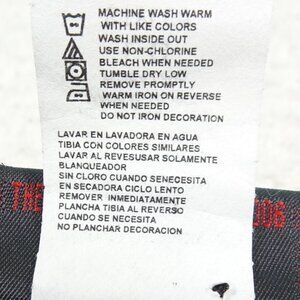 MACHINE WASH WARM
WITH LIKE COLORS
WASH INSIDE OUT
USE NON-CHLORINE
BLEACH WHEN NEEDED
TUMBLE DRY LOW
REMOVE PROMPTLY
WARM IRON ON REVERSE
WHEN NEEDED
DO NOT IRON DECORATION
LAVAR EN LAVADORA EN AGUA
TIBIA CON COLORES SIMILARES
LAVAR AL REVESUSAR SOLAMENTE
BLANQUEADOR
SIN CLORO CUANDO SENECESITA
EN SECADORA CICLO LENTO
REMOVER INMEDIATAMENTE
PLANCHA TIBIA AL REVERSO
CUANDO SE NECESITA
NO PLANCHAR DECORACION
THE